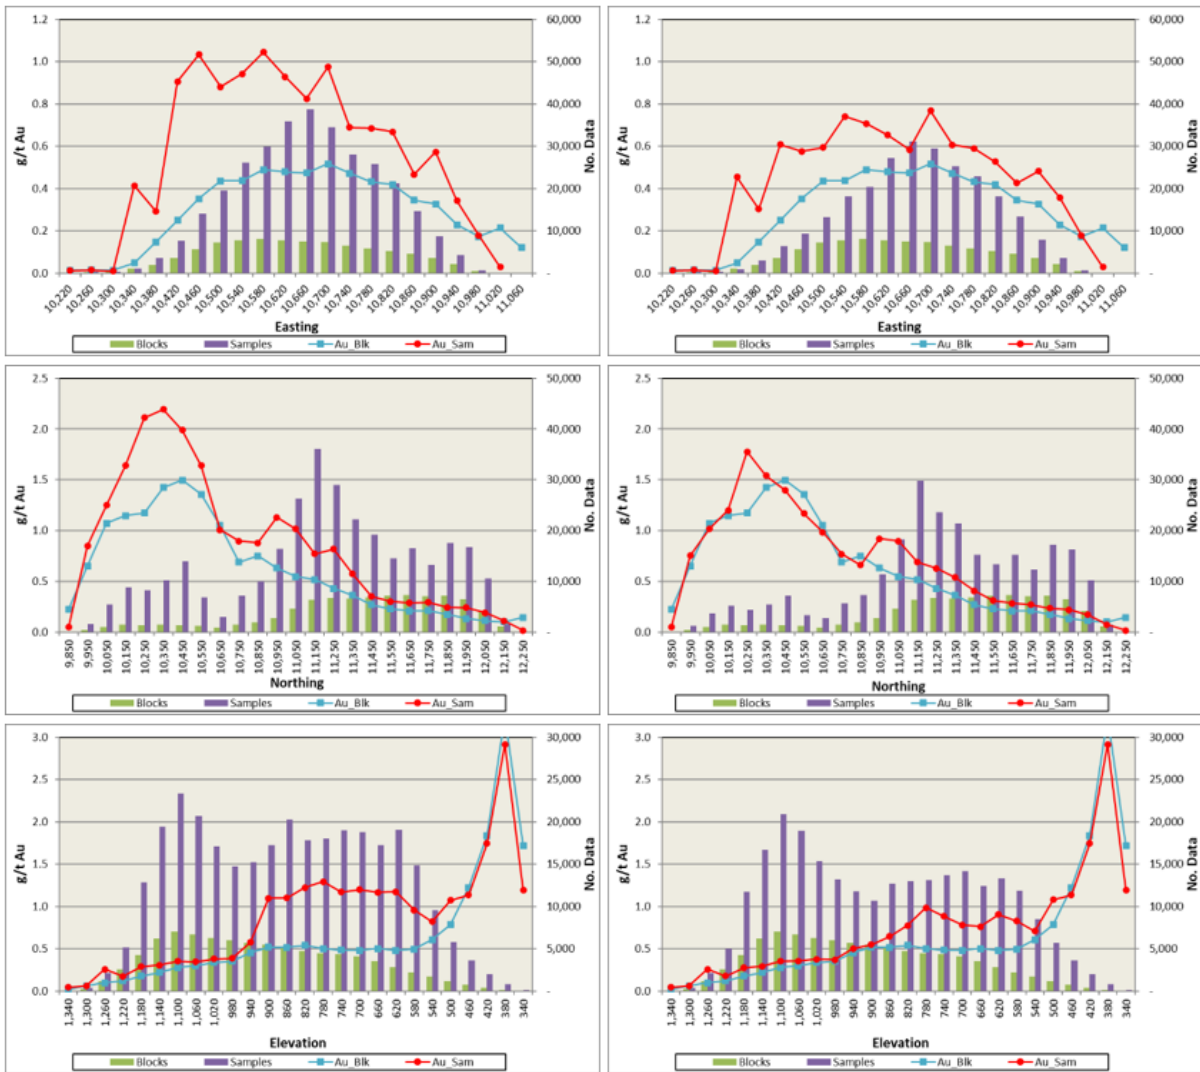 1.2 60,000
1.0 50,000
0.8 40,000
0.6 30,000
0.4 20,000
0.2 10,000
0.0 -
g/t Au
No. Data
10,220 10,260 10,300 10,340 10,380 10,420 10,460 10,500 10,540 10,580 10,620 10,660 10,700 10,740 10,780 10,820 10,860 10,900 10,940 10,980 11,020 11,060
Easting
Blocks Samples Au_Blk Au_Sam
1.2 60,000
1.0 50,000
0.8 40,000
0.6 30,000
0.4 20,000
0.2 10,000
0.0 -
g/t Au
No. Data
10,220 10,260 10,300 10,340 10,380 10,420 10,460 10,500 10,540 10,580 10,620 10,660 10,700 10,740 10,780 10,820 10,860 10,900 10,940 10,980 11,020 11,060
Easting
Blocks Samples Au_Blk Au_Sam
2.5 50,000
2.0 40,000
1.5 30,000
1.0 20,000
0.5 10,000
0.0 -
g/t Au
No. Data
9,850 9,950 10,050 10,150 10,250 10,350 10,450 10,550 10,650 10,750 10,850 10,950 11,050 11,150 11,250 11,350 11,450 11,550 11,650 11,750 11,850 11,950 12,050 12,150 12,250
Northing
Blocks Samples Au_Blk Au_Sam
2.5 50,000
2.0 40,000
1.5 30,000
1.0 20,000
0.5 10,000
0.0 -
g/t Au
No. Data
9,850 9,950 10,050 10,150 10,250 10,350 10,450 10,550 10,650 10,750 10,850 10,950 11,050 11,150 11,250 11,350 11,450 11,550 11,650 11,750 11,850 11,950 12,050 12,150 12,250
Northing
Blocks Samples Au_Blk Au_Sam
3.0 30,000
2.5 25,000
2.0 20,000
1.5 15,000
1.0 10,000
0.5 5,000
0.0 -
g/t Au
No. Data
1,340 1,300 1,260 1,220 1,180 1,140 1,100 1,060 1,020 980 940 900 860 820 780 740 700 660 620 580 540 500 460 420 380 340
Elevation
Blocks Samples Au_Blk Au_Sam
3.0 30,000
2.5 25,000
2.0 20,000
1.5 15,000
1.0 10,000
0.5 5,000
0.0 -
g/t Au
No. Data
1,340 1,300 1,260 1,220 1,180 1,140 1,100 1,060 1,020 980 940 900 860 820 780 740 700 660 620 580 540 500 460 420 380 340
Elevation
Blocks Samples Au_Blk Au_Sam